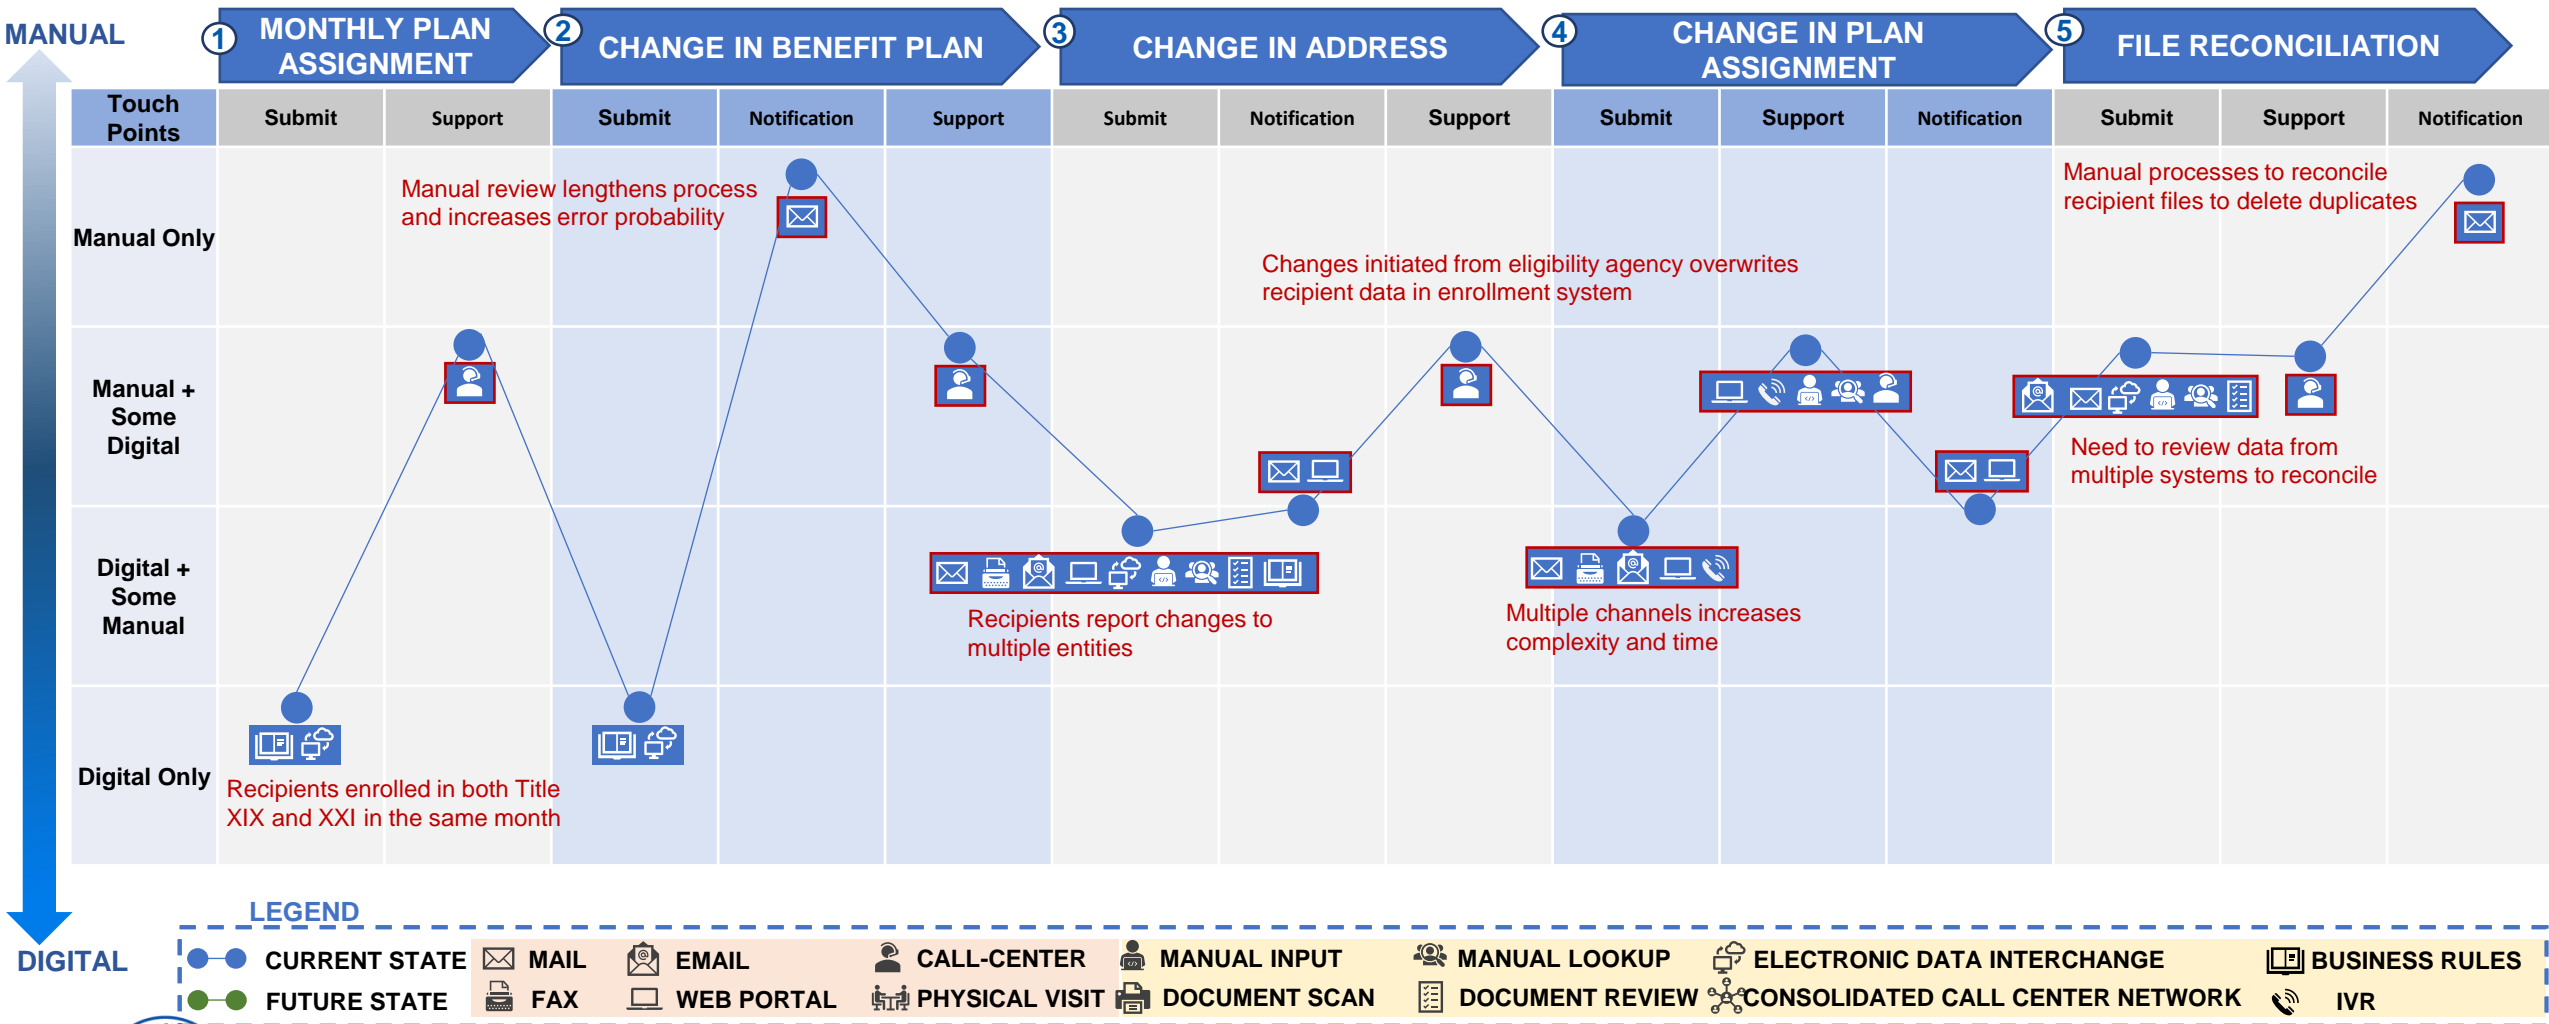 MANUAL
1 MONTHLY PLAN
ASSIGNMENT
2 CHANGE IN BENEFIT PLAN
3 CHANGE IN ADDRESS
4 CHANGE IN PLAN
ASSIGNMENT
5 FILE RECONCILIATION
Touch
Points
Submit Support Submit Notification Support Submit Notification Support Submit Support Notification Submit Support Notification
Manual Only
Manual review lengthens process
and increases error probability
Changes initiated from eligibility agency overwrites
recipient data in enrollment system
Manual processes to reconcile
recipient files to delete duplicates
Manual +
Some
Digital
Need to review data from
multiple systems to reconcile
Digital +
Some
Manual
Recipients report changes to
multiple entities
Multiple channels increases
complexity and time
Digital Only
Recipients enrolled in both Title
XIX and XXI in the same month
DIGITAL
LEGEND
CURRENT STATE MAIL EMAIL CALL-CENTER MANUAL INPUT MANUAL LOOKUP ELECTRONIC DATA INTERCHANGE BUSINESS RULES
FUTURE STATE FAX WEB PORTAL PHYSICAL VISIT DOCUMENT SCAN DOCUMENT REVIEW CONSOLIDATED CALL CENTER NETWORK IVR